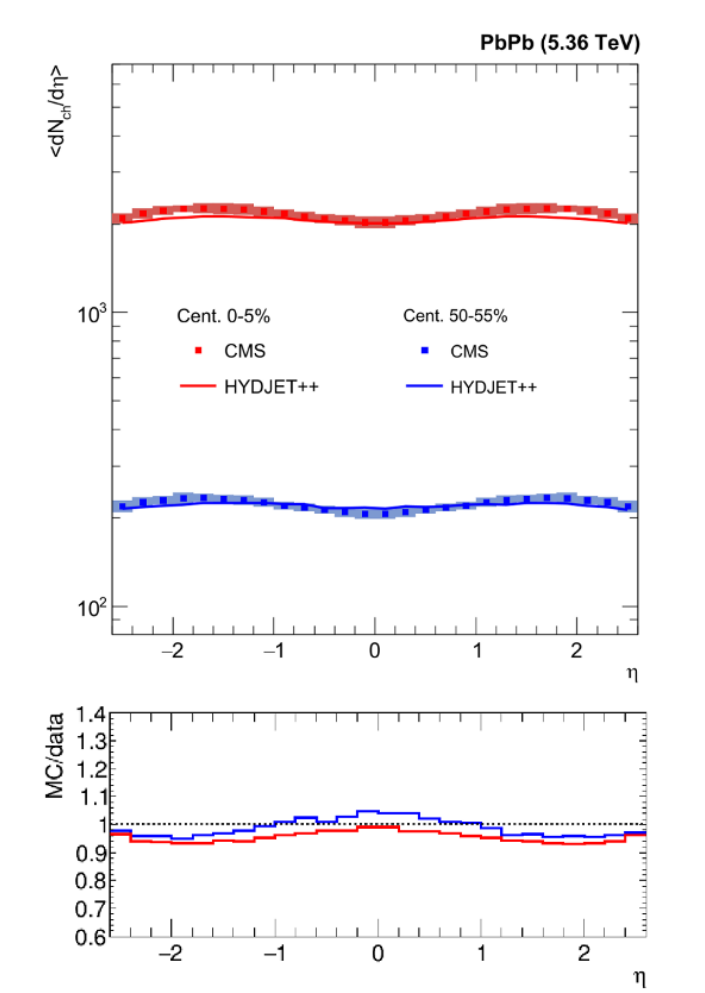 PbPb (5.36 TeV)
<dN_ch/dη>
10³
Cent. 0-5%
Cent. 50-55%
CMS
CMS
HYDJET++
HYDJET++
10²
−2 −1 0 1 2
η
MC/data
1.4
1.3
1.2
1.1
1
0.9
0.8
0.7
0.6
−2 −1 0 1 2
η